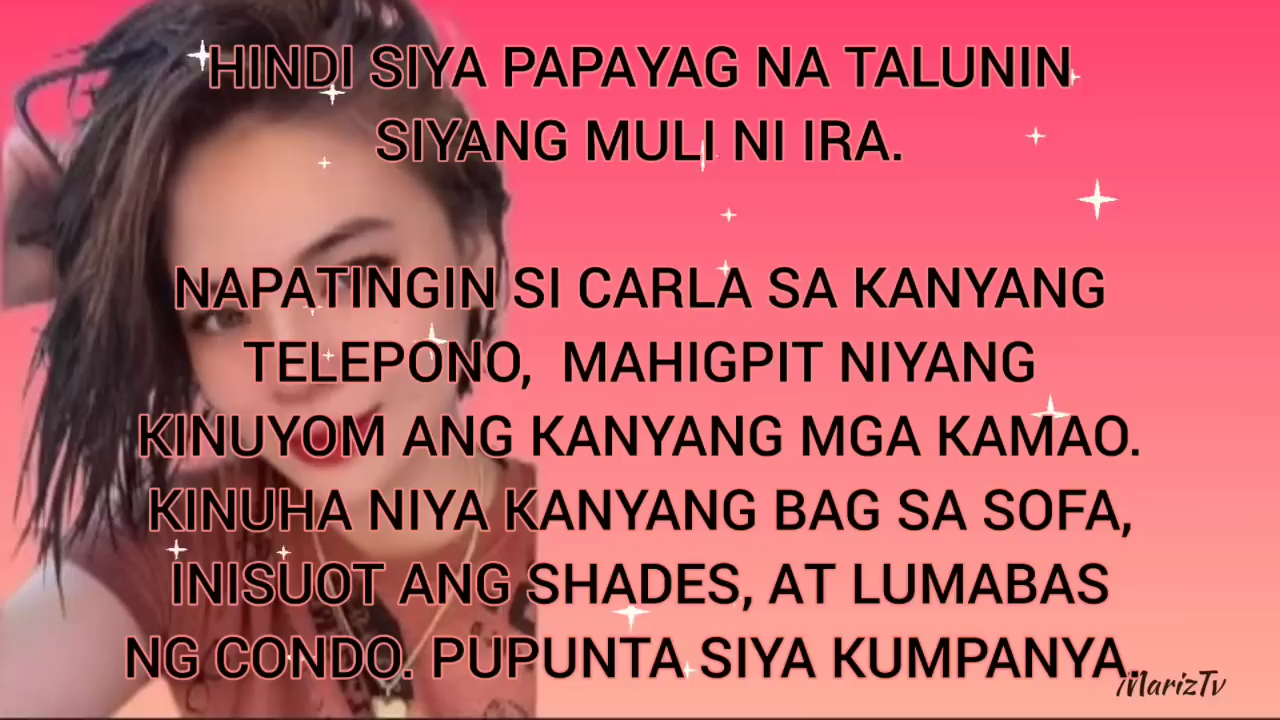 HINDI SIYA PAPAYAG NA TALUNIN
SIYANG MULI NI IRA.
NAPATINGIN SI CARLA SA KANYANG
TELEPONO, MAHIGPIT NIYANG
KINUYOM ANG KANYANG MGA KAMAO.
KINUHA NIYA KANYANG BAG SA SOFA,
INISUOT ANG SHADES, AT LUMABAS
NG CONDO. PUPUNTA SIYA KUMPANYA.
MarizTv